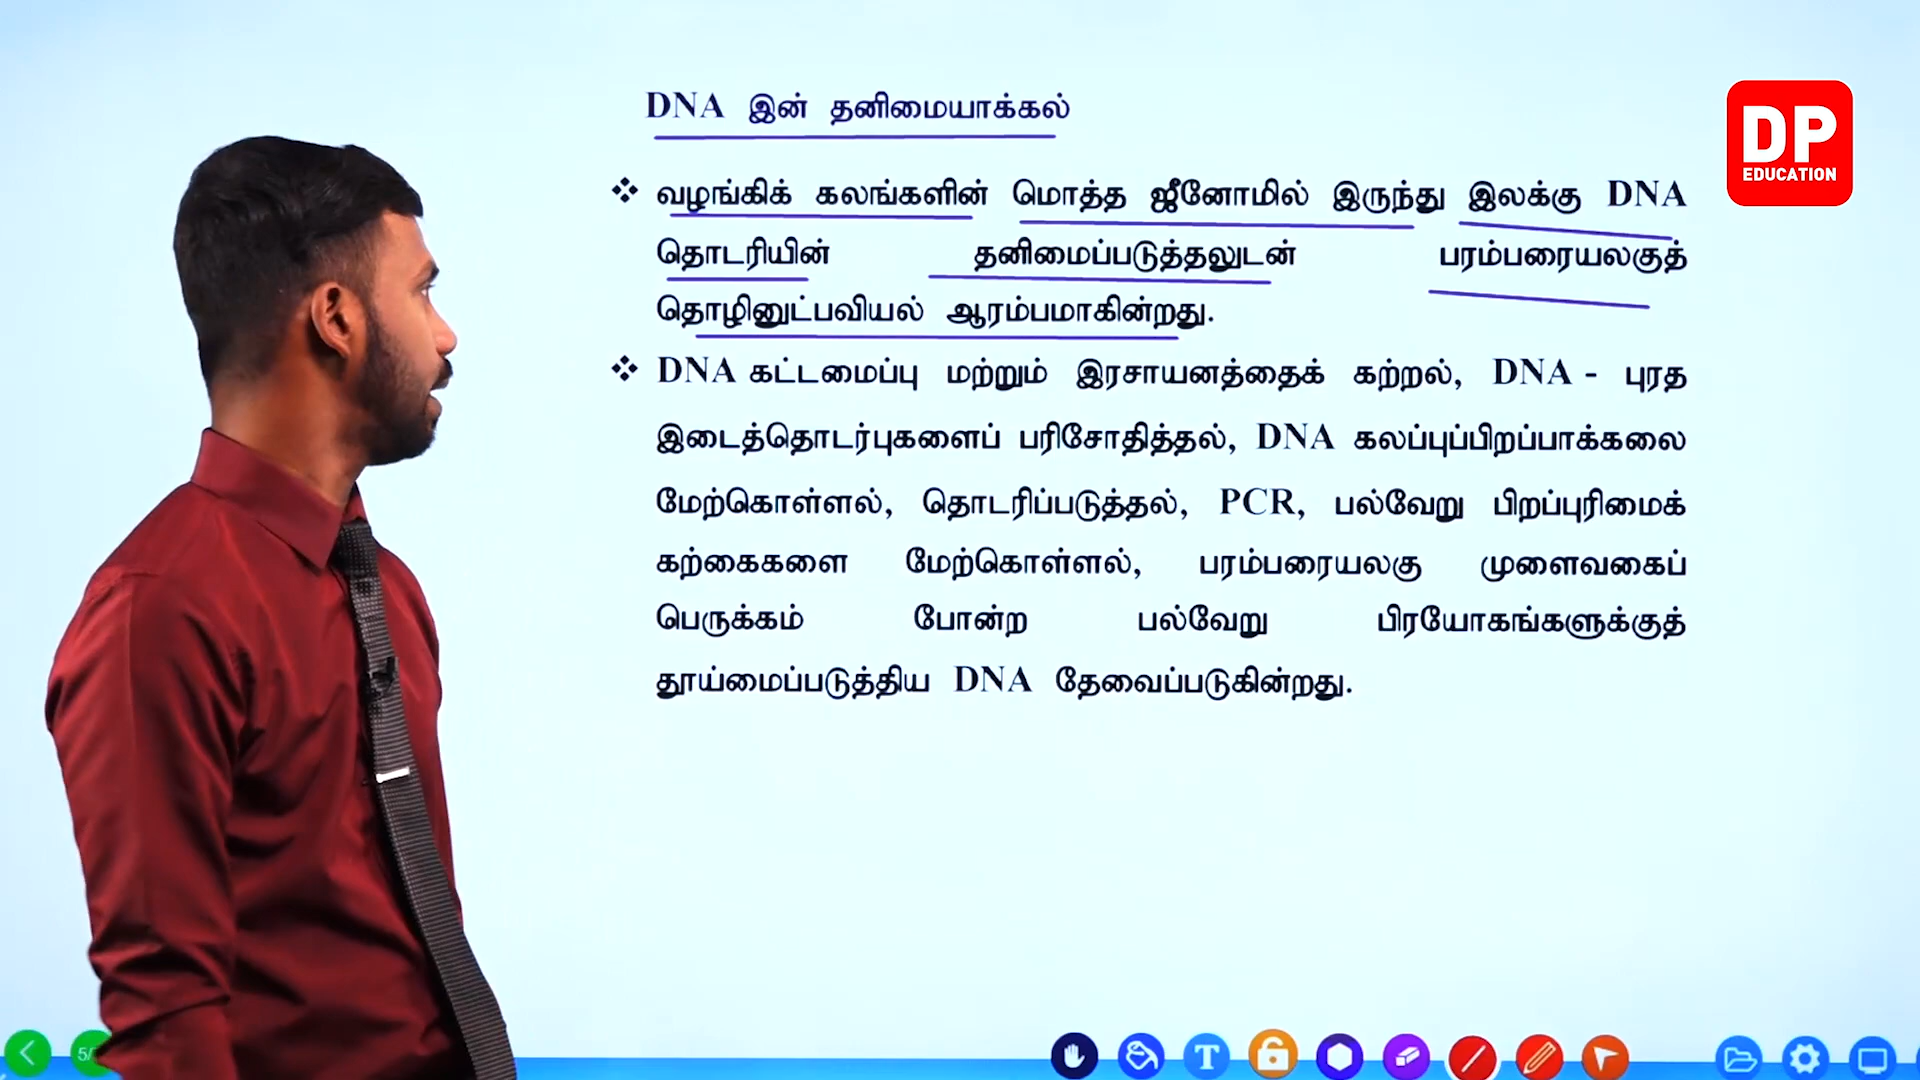 DNA இன் தனிமையாக்கல்
❖ வழங்கிக் கலங்களின் மொத்த ஜீனோமில் இருந்து இலக்கு DNA
தொடரியின் தனிமைப்படுத்தலுடன் பரம்பரையலகுத்
தொழினுட்பவியல் ஆரம்பமாகின்றது.
❖ DNA கட்டமைப்பு மற்றும் இரசாயனத்தைக் கற்றல், DNA - புரத
இடைத்தொடர்புகளைப் பரிசோதித்தல், DNA கலப்புப்பிறப்பாக்கலை
மேற்கொள்ளல், தொடரிப்படுத்தல், PCR, பல்வேறு பிறப்புரிமைக்
கற்கைகளை மேற்கொள்ளல், பரம்பரையலகு முளைவகைப்
பெருக்கம் போன்ற பல்வேறு பிரயோகங்களுக்குத்
தூய்மைப்படுத்திய DNA தேவைப்படுகின்றது.
DP
EDUCATION
5/
T